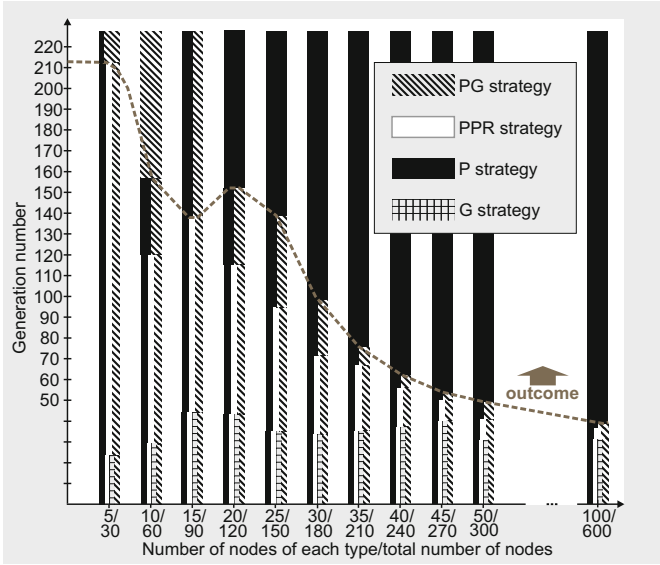 220
210
200
190
180
170
160
150
140
130
120
110
100
90
80
70
60
50
Generation number
PG strategy
PPR strategy
P strategy
G strategy
outcome
...
5/ 10/ 15/ 20/ 25/ 30/ 35/ 40/ 45/ 50/ 100/
30 60 90 120 150 180 210 240 270 300 600
Number of nodes of each type/total number of nodes